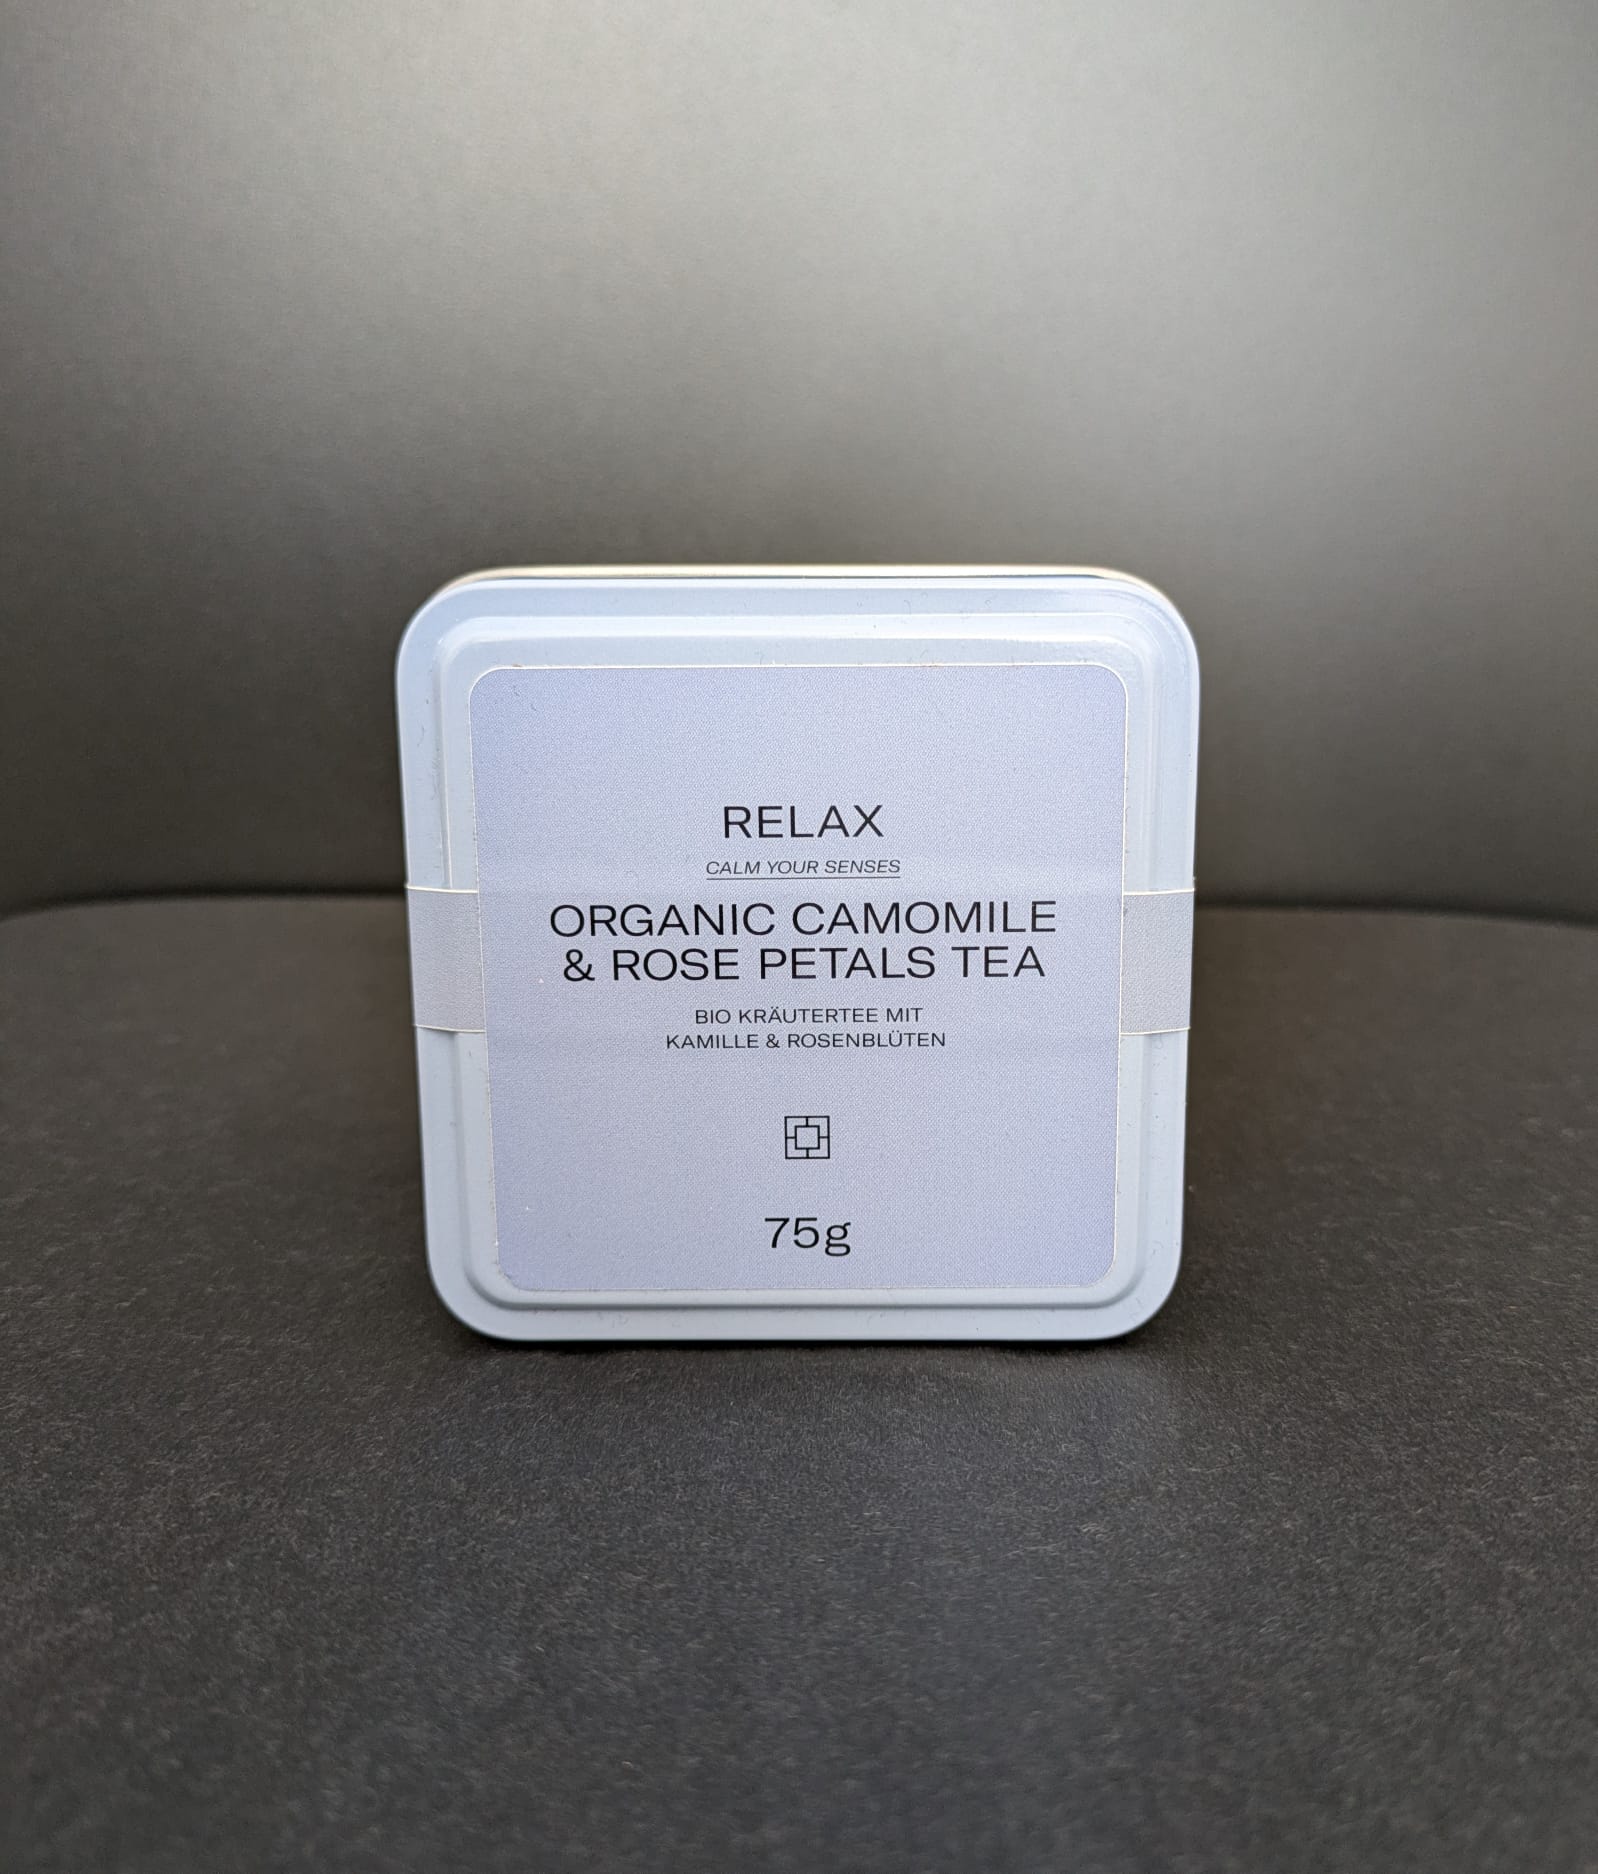 RELAX
CALM YOUR SENSES
ORGANIC CAMOMILE
& ROSE PETALS TEA
BIO KRÄUTERTEE MIT
KAMILLE & ROSENBLÜTEN
75g